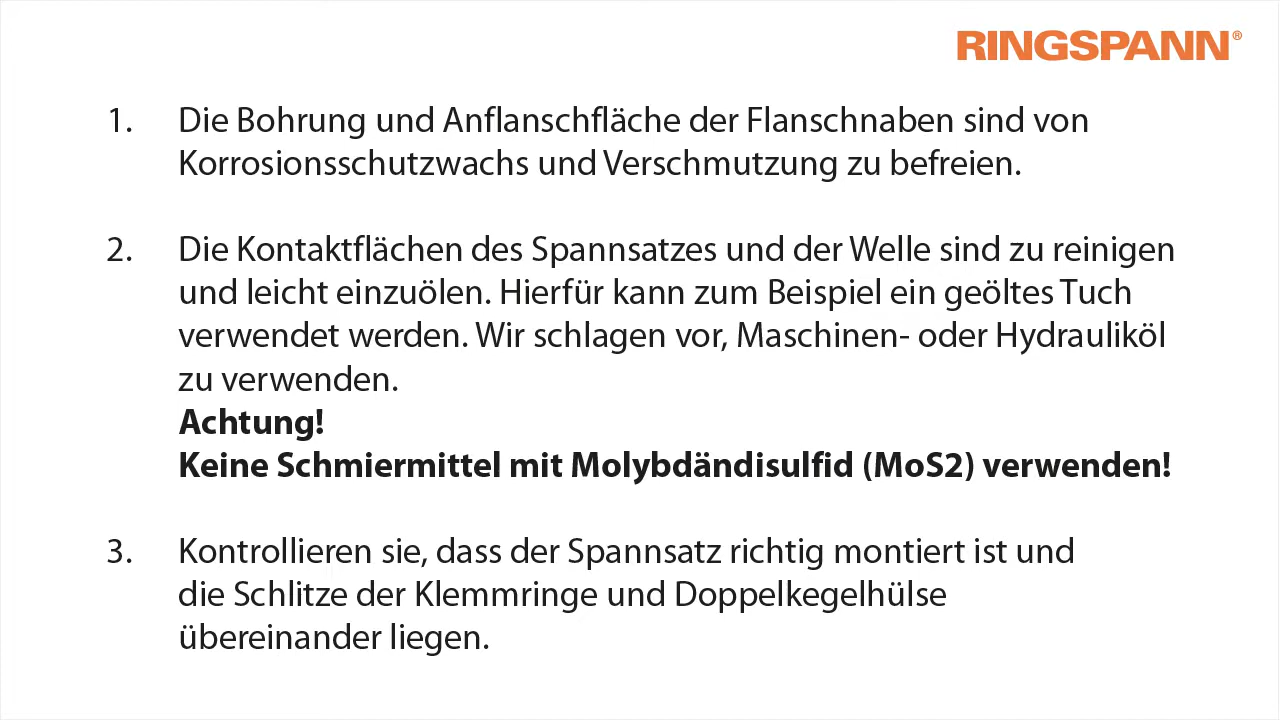 RINGSPANN®
1. Die Bohrung und Anflanschfläche der Flanschnaben sind von
Korrosionsschutzwachs und Verschmutzung zu befreien.
2. Die Kontaktflächen des Spannsatzes und der Welle sind zu reinigen
und leicht einzuölen. Hierfür kann zum Beispiel ein geöltes Tuch
verwendet werden. Wir schlagen vor, Maschinen- oder Hydrauliköl
zu verwenden.
Achtung!
Keine Schmiermittel mit Molybdändisulfid (MoS2) verwenden!
3. Kontrollieren sie, dass der Spannsatz richtig montiert ist und
die Schlitze der Klemmringe und Doppelkegelhülse
übereinander liegen.